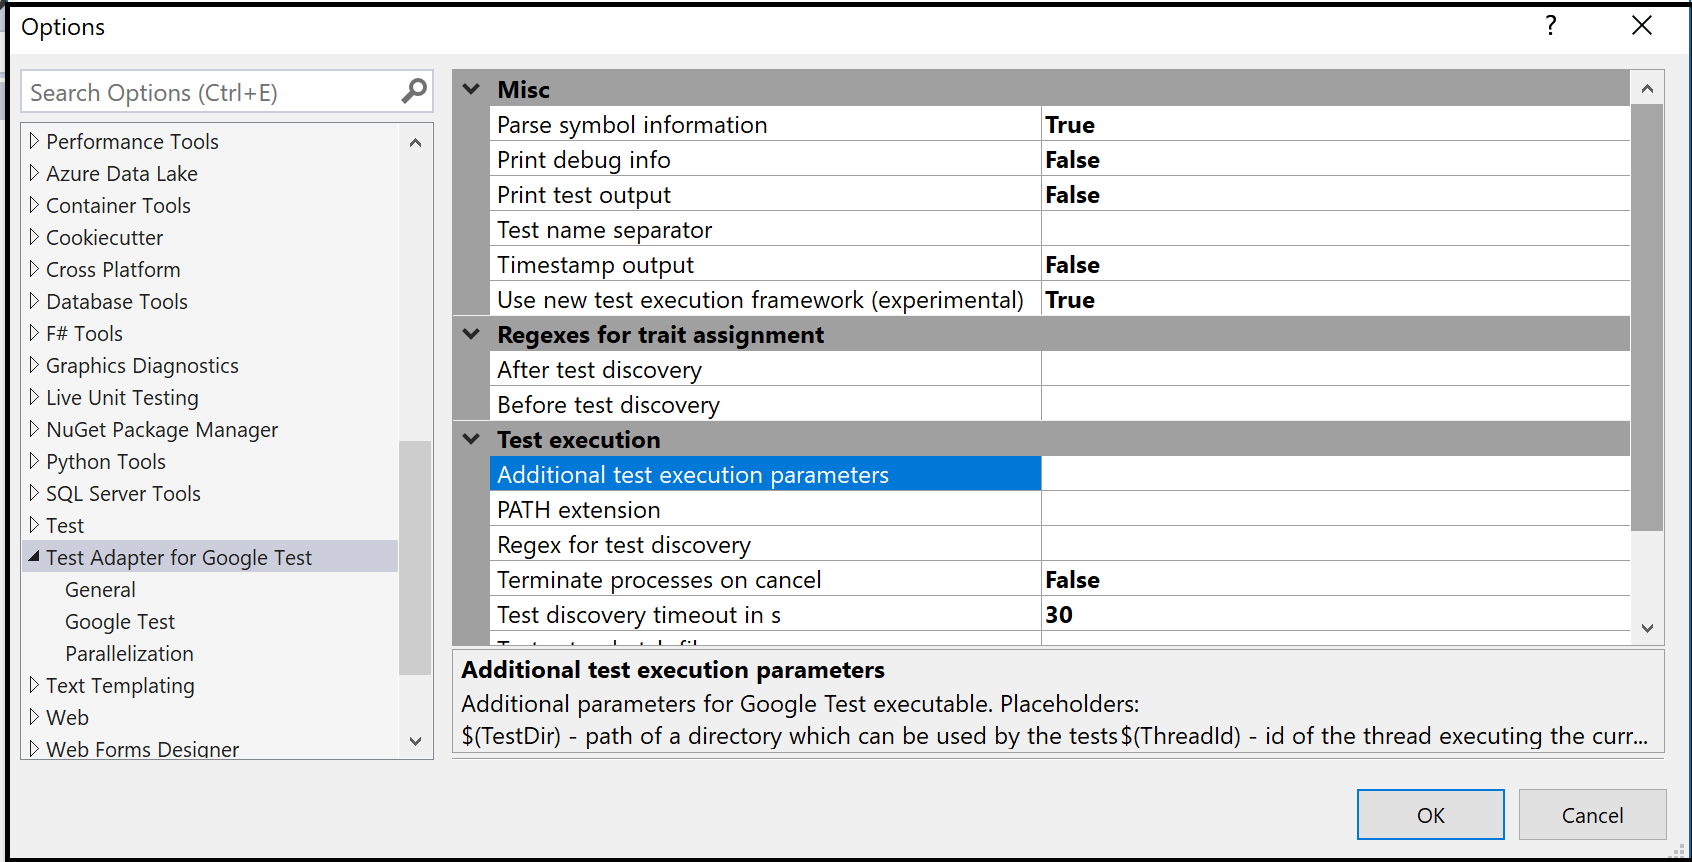 Options
?
Search Options (Ctrl+E)
Performance Tools
Azure Data Lake
Container Tools
Cookiecutter
Cross Platform
Database Tools
F# Tools
Graphics Diagnostics
Live Unit Testing
NuGet Package Manager
Python Tools
SQL Server Tools
Test
Test Adapter for Google Test
General
Google Test
Parallelization
Text Templating
Web
Web Forms Designer
Misc
Parse symbol information True
Print debug info False
Print test output False
Test name separator
Timestamp output False
Use new test execution framework (experimental) True
Regexes for trait assignment
After test discovery
Before test discovery
Test execution
Additional test execution parameters
PATH extension
Regex for test discovery
Terminate processes on cancel False
Test discovery timeout in s 30
Additional test execution parameters
Additional parameters for Google Test executable. Placeholders:
$(TestDir) - path of a directory which can be used by the tests$(ThreadId) - id of the thread executing the curr...
OK Cancel